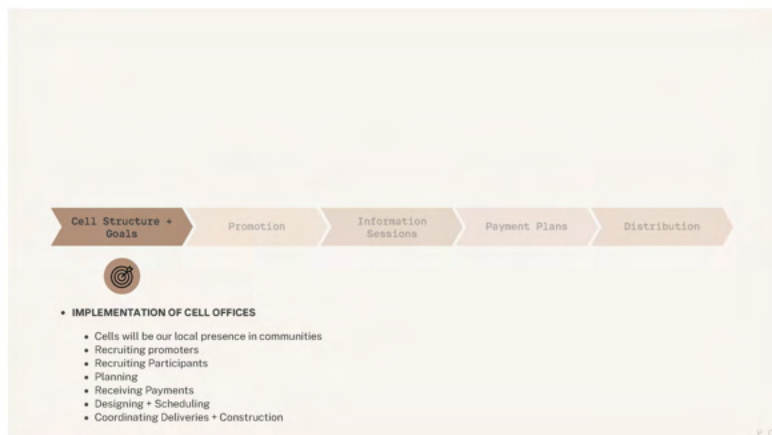 Cell Structure +
Goals
Promotion
Information
Sessions
Payment Plans
Distribution
• IMPLEMENTATION OF CELL OFFICES
• Cells will be our local presence in communities
• Recruiting promoters
• Recruiting Participants
• Planning
• Receiving Payments
• Designing + Scheduling
• Coordinating Deliveries + Construction